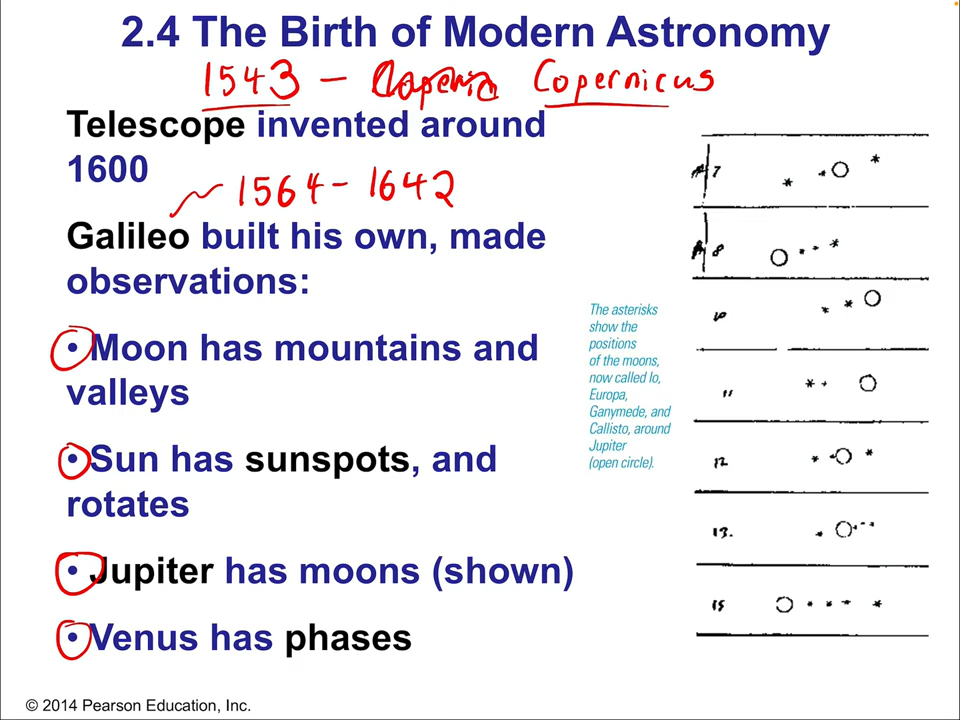 2.4 The Birth of Modern Astronomy
1543 – Copernicus
Telescope invented around
1600
1564 - 1642
Galileo built his own, made
observations:
• Moon has mountains and
valleys
• Sun has sunspots, and
rotates
• Jupiter has moons (shown)
• Venus has phases
The asterisks
show the
positions
of the moons,
now called Io,
Europa,
Ganymede, and
Callisto, around
Jupiter
(open circle).
7
8
10
11
12
13.
15
© 2014 Pearson Education, Inc.